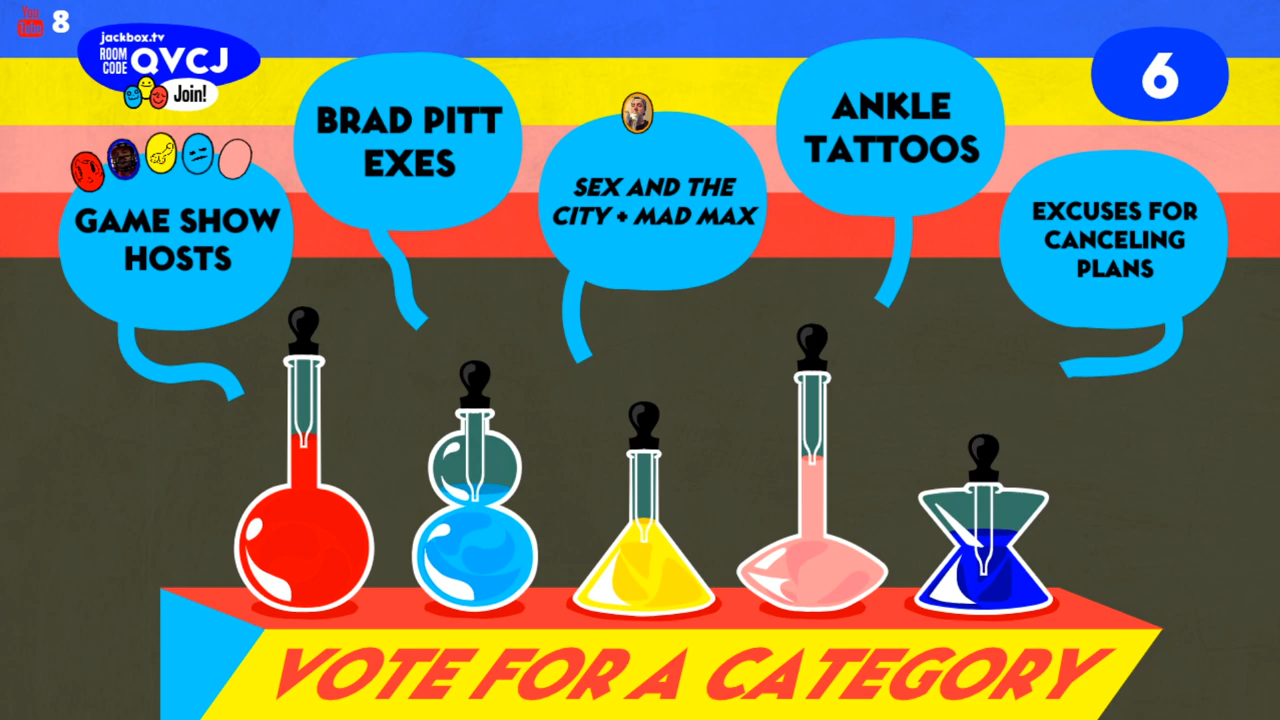 You
Tube 8
jackbox.tv
ROOM
CODE QVCJ
Join!
6
GAME SHOW
HOSTS
BRAD PITT
EXES
SEX AND THE
CITY + MAD MAX
ANKLE
TATTOOS
EXCUSES FOR
CANCELING
PLANS
VOTE FOR A CATEGORY